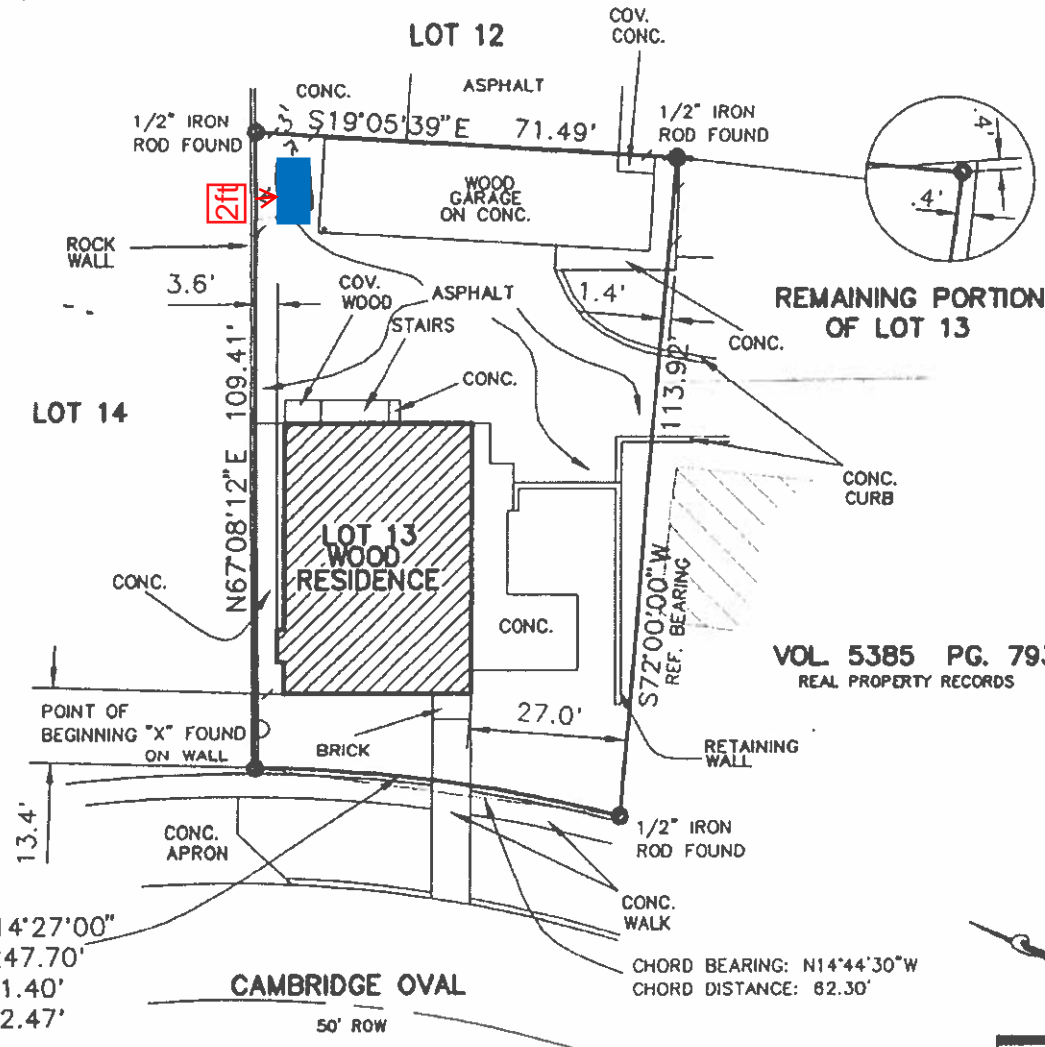 LOT 12
COV.
CONC.
CONC.
ASPHALT
1/2" IRON
ROD FOUND
3'
S19°05'39"E 71.49'
1/2" IRON
ROD FOUND
.4'
.4'
WOOD
GARAGE
ON CONC.
2ft
ROCK
WALL
3.6'
COV.
WOOD
STAIRS
ASPHALT
1.4'
CONC.
REMAINING PORTION
OF LOT 13
CONC.
LOT 14
N67°08'12"E 109.41'
113.92'
CONC.
CURB
LOT 13
WOOD
RESIDENCE
CONC.
CONC.
S72°00'00"W
REF. BEARING
VOL. 5385 PG. 793
REAL PROPERTY RECORDS
POINT OF
BEGINNING "X" FOUND
ON WALL
BRICK
27.0'
RETAINING
WALL
13.4'
CONC.
APRON
1/2" IRON
ROD FOUND
CONC.
WALK
14°27'00"
47.70'
1.40'
2.47'
CAMBRIDGE OVAL
50' ROW
CHORD BEARING: N14°44'30"W
CHORD DISTANCE: 62.30'